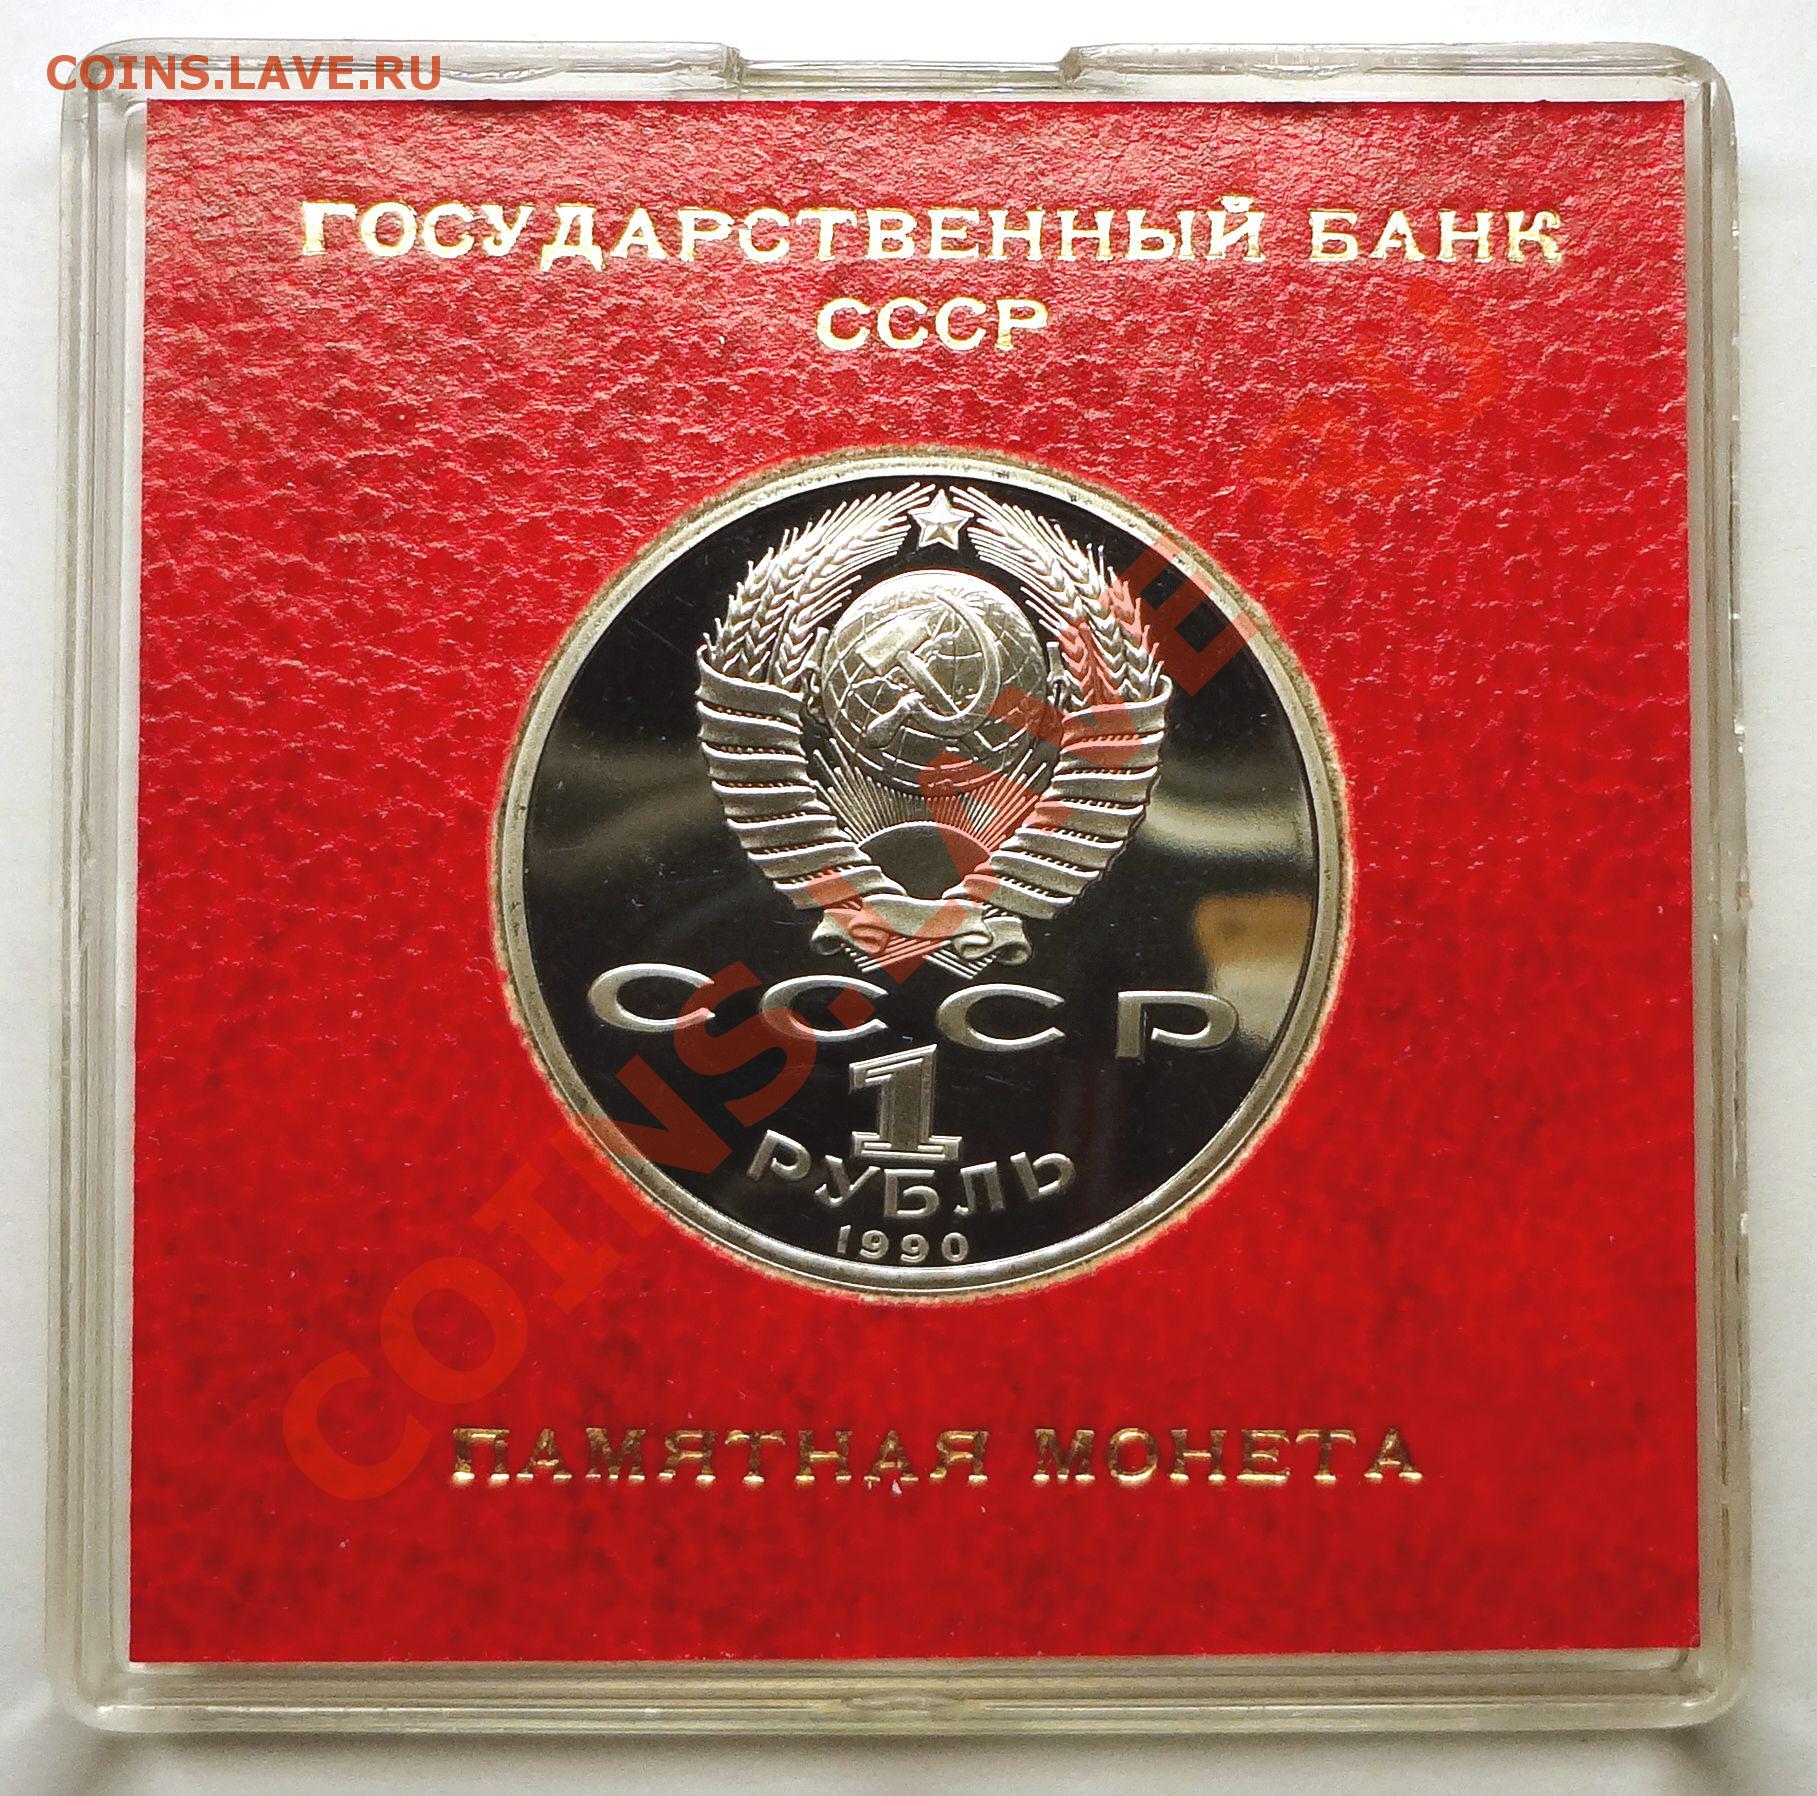 COINS.LAVE.RU
ГОСУДАРСТВЕННЫЙ БАНК
СССР
СССР
1
РУБЛЬ
1990
ПАМЯТНАЯ МОНЕТА
COINS.LAVE.RU